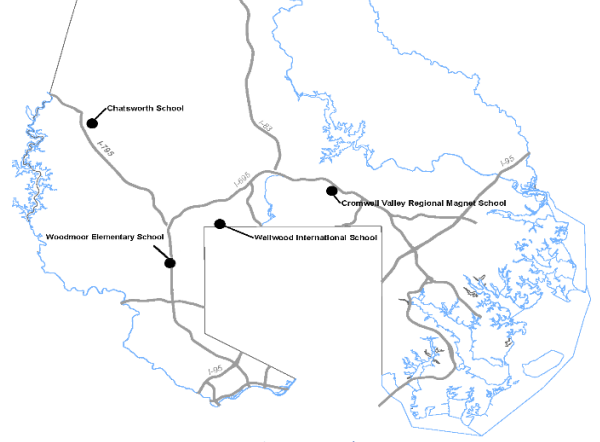 Chatsworth School
I-83
I-795
I-95
I-695
Cromwell Valley Regional Magnet School
Woodmoor Elementary School
Wellwood International School
I-95